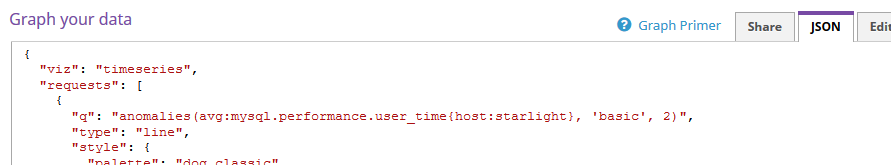 Graph your data
Graph Primer
Share
JSON
Edi
{
"viz": "timeseries",
"requests": [
{
"q": "anomalies(avg:mysql.performance.user_time{host:starlight}, 'basic', 2)",
"type": "line",
"style": {
"palette": "dog_classic"